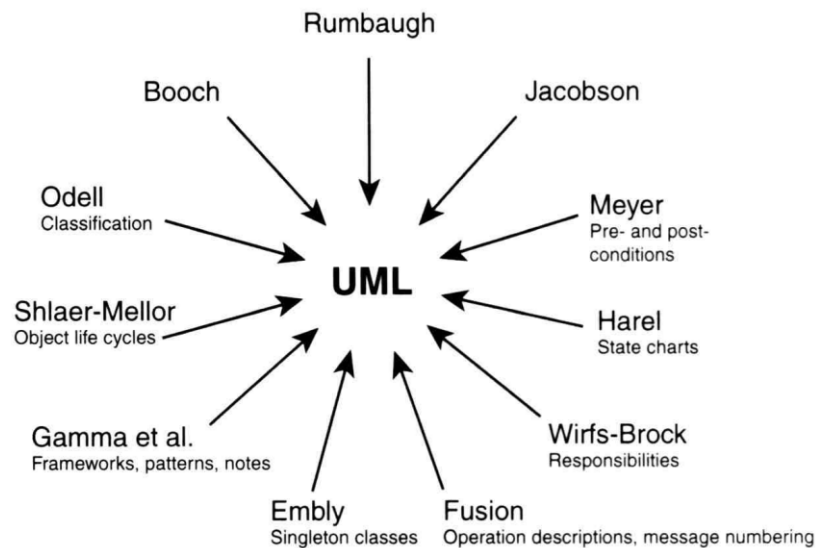 Rumbaugh
Booch
Jacobson
Odell
Classification
Meyer
Pre- and post-
conditions
UML
Shlaer-Mellor
Object life cycles
Harel
State charts
Gamma et al.
Frameworks, patterns, notes
Wirfs-Brock
Responsibilities
Embly
Singleton classes
Fusion
Operation descriptions, message numbering